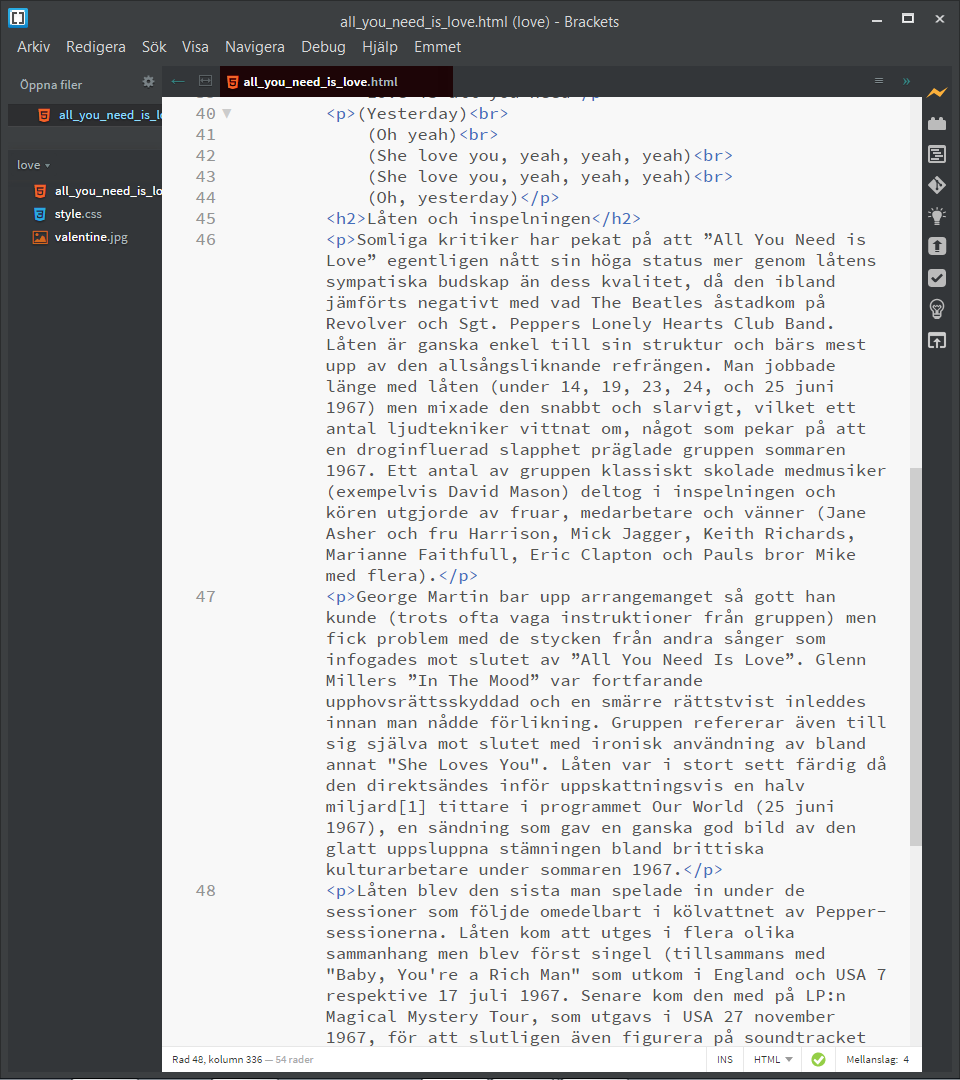 all_you_need_is_love.html (love) - Brackets
Arkiv Redigera Sök Visa Navigera Debug Hjälp Emmet
Öppna filer
all_you_need_is_love.html
all_you_need_is_lo
love
all_you_need_is_lo
style.css
valentine.jpg
40 <p>(Yesterday)<br>
41 (Oh yeah)<br>
42 (She love you, yeah, yeah, yeah)<br>
43 (She love you, yeah, yeah, yeah)<br>
44 (Oh, yesterday)</p>
45 <h2>Låten och inspelningen</h2>
46 <p>Somliga kritiker har pekat på att ”All You Need is
Love” egentligen nått sin höga status mer genom låtens
sympatiska budskap än dess kvalitet, då den ibland
jämförts negativt med vad The Beatles åstadkom på
Revolver och Sgt. Peppers Lonely Hearts Club Band.
Låten är ganska enkel till sin struktur och bärs mest
upp av den allsångsliknande refrängen. Man jobbade
länge med låten (under 14, 19, 23, 24, och 25 juni
1967) men mixade den snabbt och slarvigt, vilket ett
antal ljudtekniker vittnat om, något som pekar på att
en droginfluerad slapphet präglade gruppen sommaren
1967. Ett antal av gruppen klassiskt skolade medmusiker
(exempelvis David Mason) deltog i inspelningen och
kören utgjorde av fruar, medarbetare och vänner (Jane
Asher och fru Harrison, Mick Jagger, Keith Richards,
Marianne Faithfull, Eric Clapton och Pauls bror Mike
med flera).</p>
47 <p>George Martin bar upp arrangemanget så gott han
kunde (trots ofta vaga instruktioner från gruppen) men
fick problem med de stycken från andra sånger som
infogades mot slutet av ”All You Need Is Love”. Glenn
Millers ”In The Mood” var fortfarande
upphovsrättsskyddad och en smärre rättstvist inleddes
innan man nådde förlikning. Gruppen refererar även till
sig själva mot slutet med ironisk användning av bland
annat "She Loves You". Låten var i stort sett färdig då
den direktsändes inför uppskattningsvis en halv
miljard[1] tittare i programmet Our World (25 juni
1967), en sändning som gav en ganska god bild av den
glatt uppsluppna stämningen bland brittiska
kulturarbetare under sommaren 1967.</p>
48 <p>Låten blev den sista man spelade in under de
sessioner som följde omedelbart i kölvattnet av Pepper-
sessionerna. Låten kom att utges i flera olika
sammanhang men blev först singel (tillsammans med
"Baby, You're a Rich Man" som utkom i England och USA 7
respektive 17 juli 1967. Senare kom den med på LP:n
Magical Mystery Tour, som utgavs i USA 27 november
1967, för att slutligen även figurera på soundtracket
Rad 48, kolumn 336 — 54 rader
INS HTML Mellanslag: 4